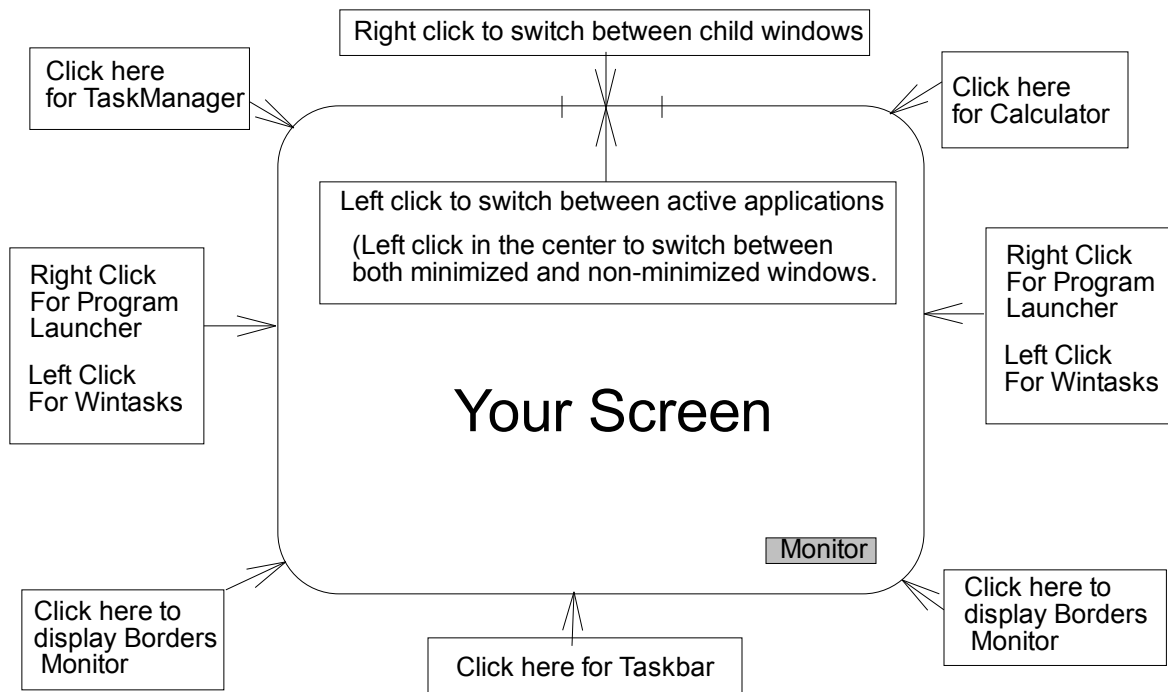 Right click to switch between child windows
Click here
for TaskManager
Click here
for Calculator
Left click to switch between active applications
(Left click in the center to switch between
both minimized and non-minimized windows.
Right Click
For Program
Launcher
Left Click
For Wintasks
Right Click
For Program
Launcher
Left Click
For Wintasks
Your Screen
Monitor
Click here to
display Borders
Monitor
Click here for Taskbar
Click here to
display Borders
Monitor